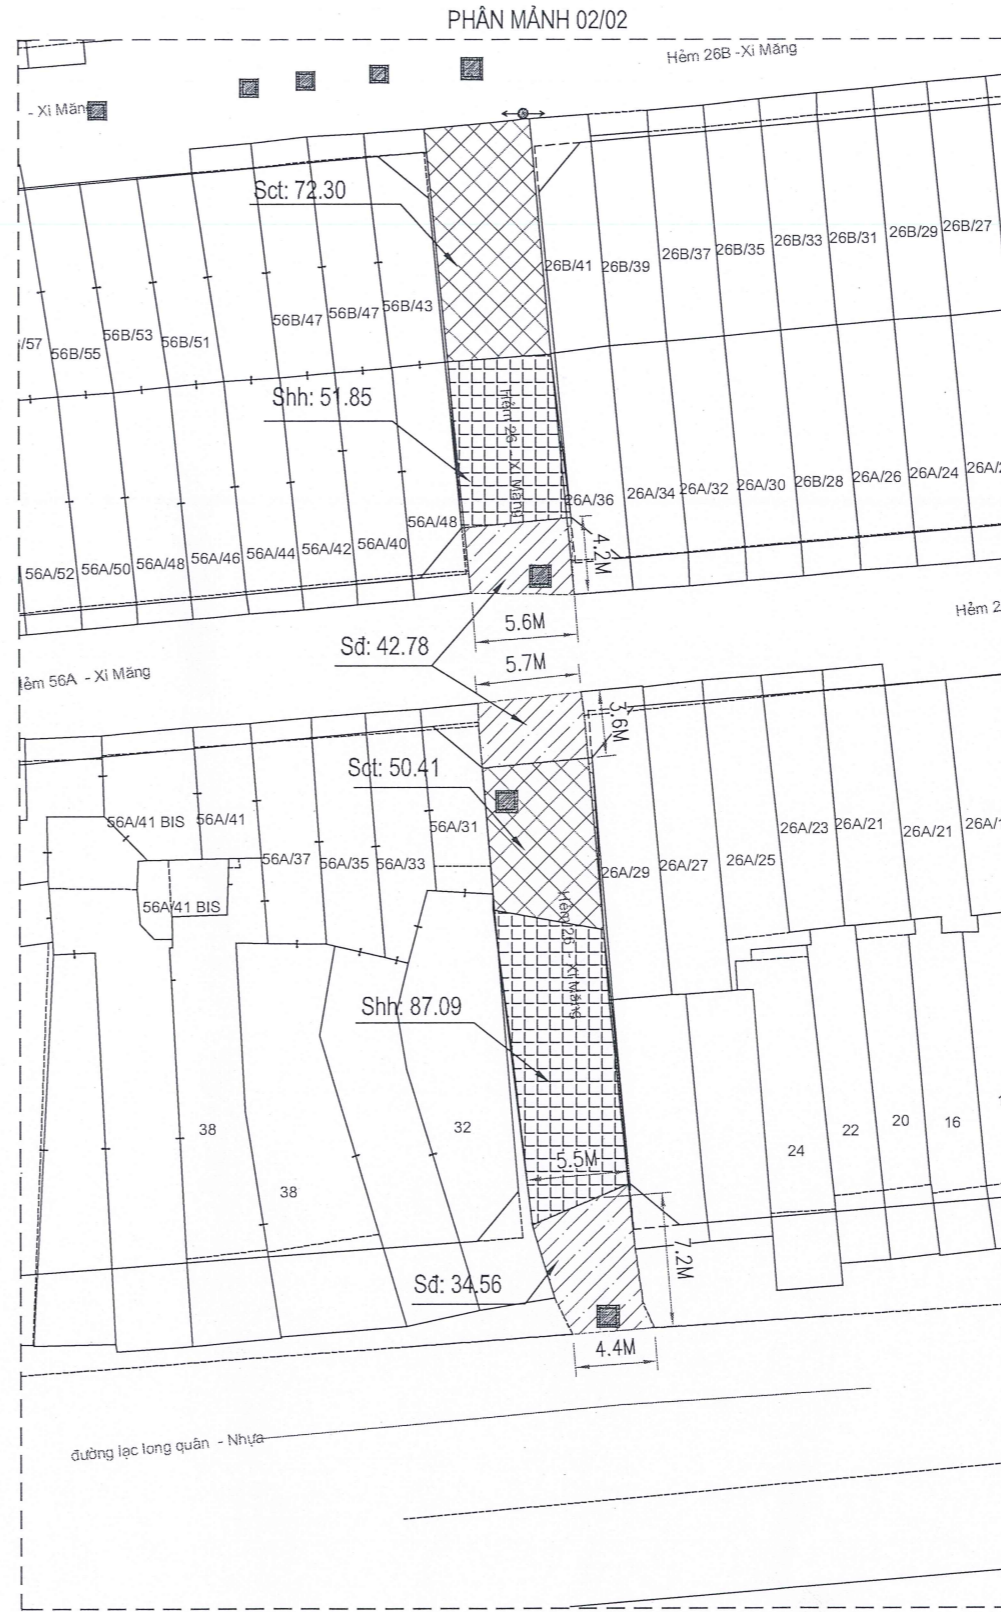 PHÂN MẢNH 02/02
Hẻm 26B -Xi Măng
- Xi Măng
Sct: 72.30
26B/41
26B/39
26B/37
26B/35
26B/33
26B/31
26B/29
26B/27
/57
56B/55
56B/53
56B/51
56B/47
56B/47
56B/43
Shh: 51.85
Hẻm 26 - Xi Măng
56A/48
26A/36
26A/34
26A/32
26A/30
26B/28
26A/26
26A/24
26A/2
56A/52
56A/50
56A/48
56A/46
56A/44
56A/42
56A/40
4.2M
5.6M
Hẻm 2
Sđ: 42.78
5.7M
ẻm 56A - Xi Măng
3.6M
Sct: 50.41
56A/41 BIS
56A/41
56A/37
56A/35
56A/33
56A/31
26A/29
26A/27
26A/25
26A/23
26A/21
26A/21
26A/1
56A/41 BIS
Hẻm 26 - Xi Măng
Shh: 87.09
38
32
5.5M
24
22
20
16
38
7.2M
Sđ: 34.56
4.4M
đường lạc long quân - Nhựa